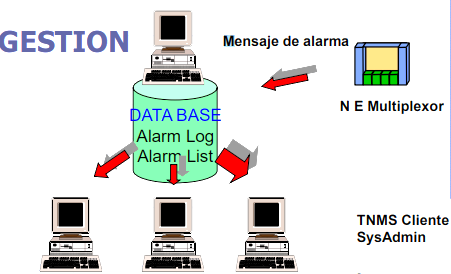 GESTION
Mensaje de alarma
N E Multiplexor
DATA BASE
Alarm Log
Alarm List
TNMS Cliente
SysAdmin